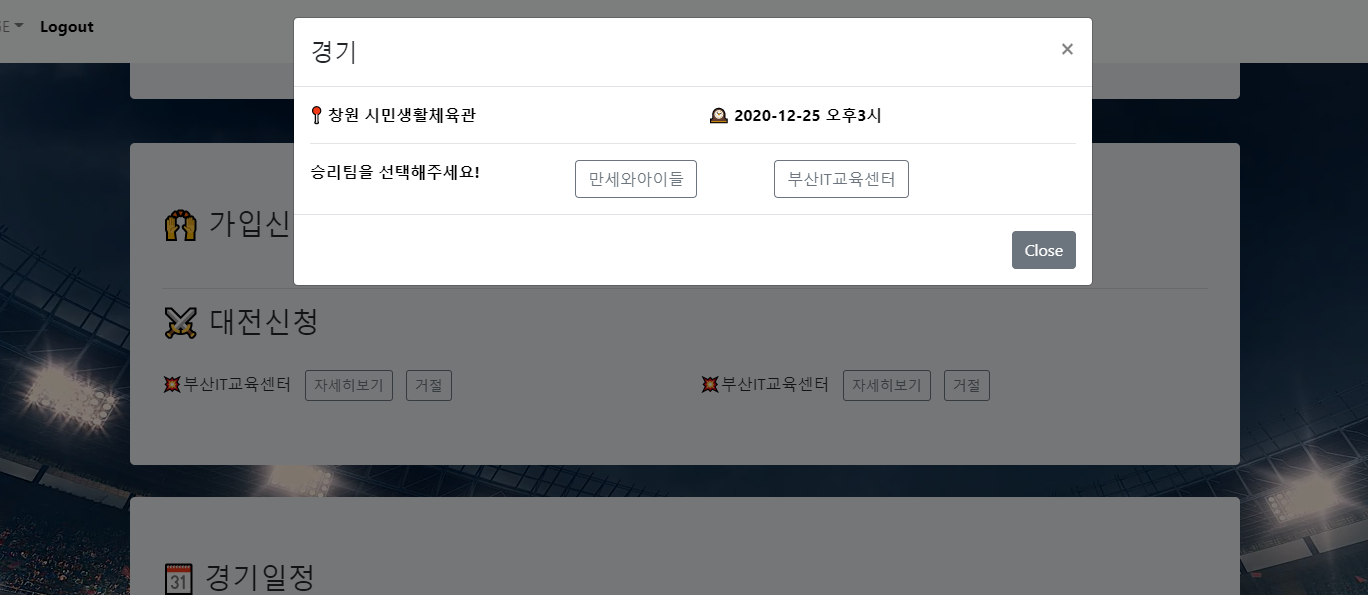 Logout
경기
×
창원 시민생활체육관
2020-12-25 오후3시
승리팀을 선택해주세요!
만세와아이들
부산IT교육센터
Close
가입신
대전신청
부산IT교육센터 자세히보기 거절
부산IT교육센터 자세히보기 거절
31 경기일정